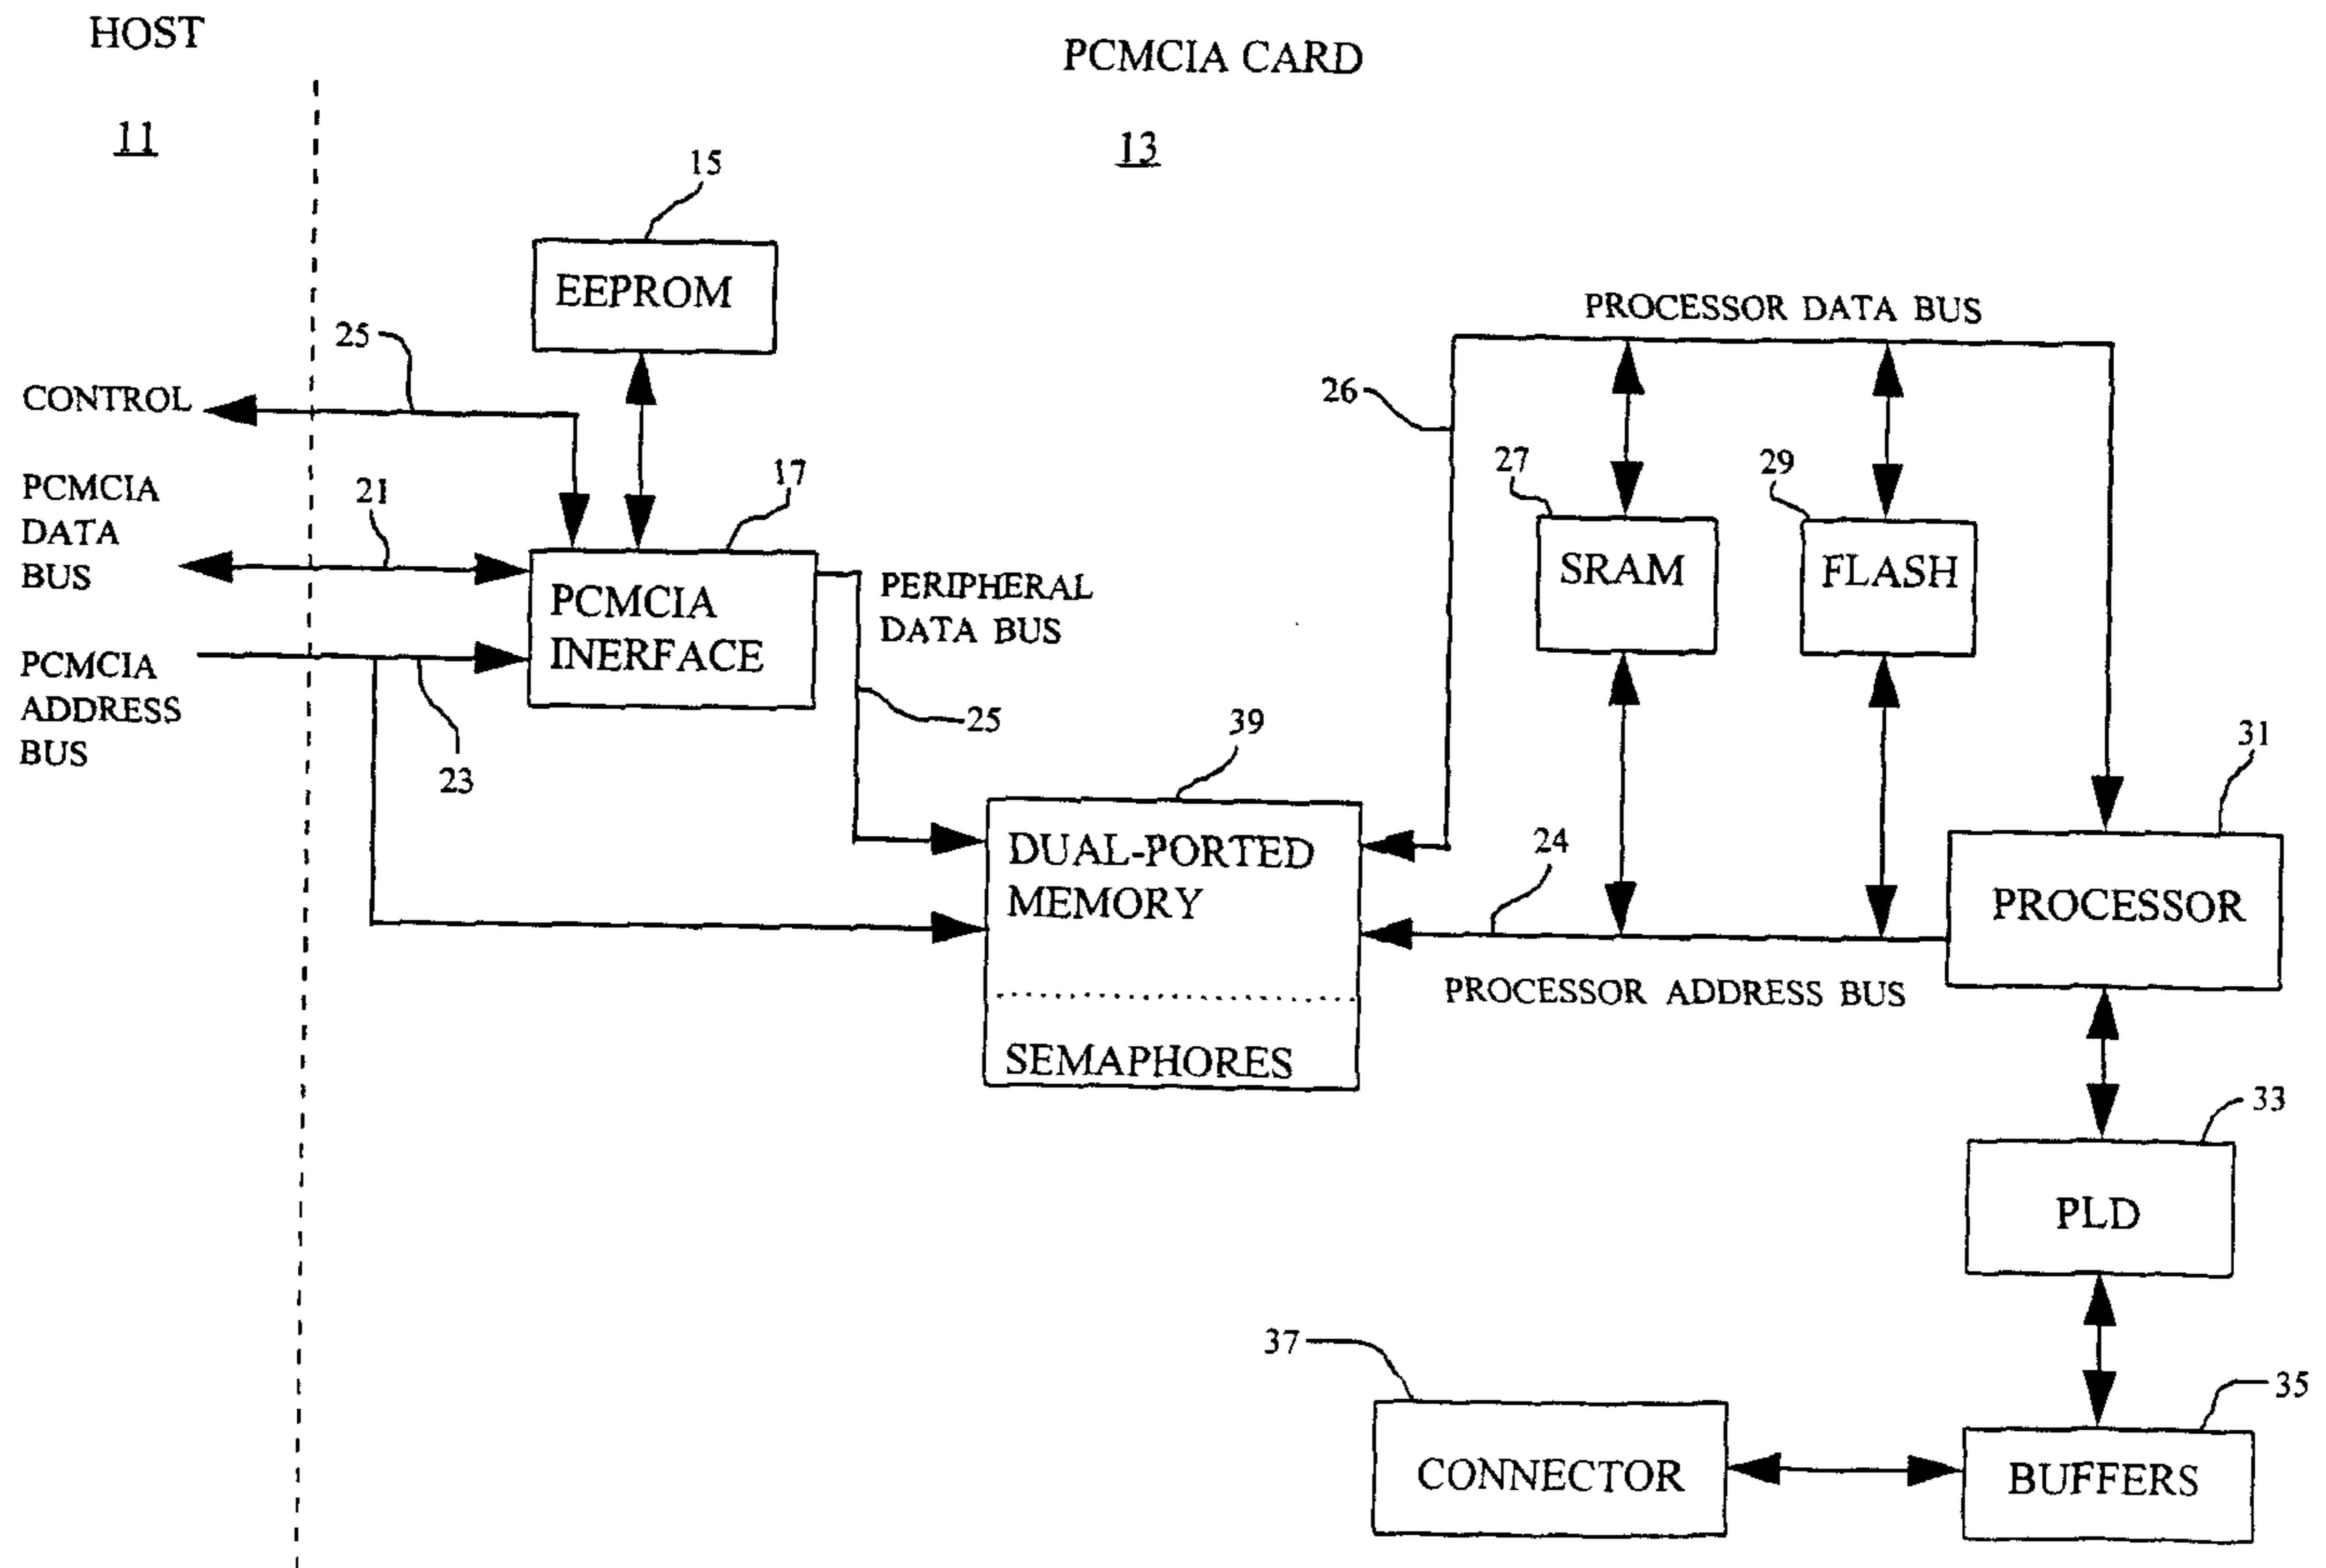 HOST
11
PCMCIA CARD
13
15
EEPROM
25
CONTROL
PCMCIA
DATA
BUS
21
17
PCMCIA
INERFACE
PCMCIA
ADDRESS
BUS
23
PERIPHERAL
DATA BUS
25
39
DUAL-PORTED
MEMORY
SEMAPHORES
PROCESSOR DATA BUS
26
27
SRAM
29
FLASH
24
PROCESSOR ADDRESS BUS
31
PROCESSOR
33
PLD
35
BUFFERS
37
CONNECTOR